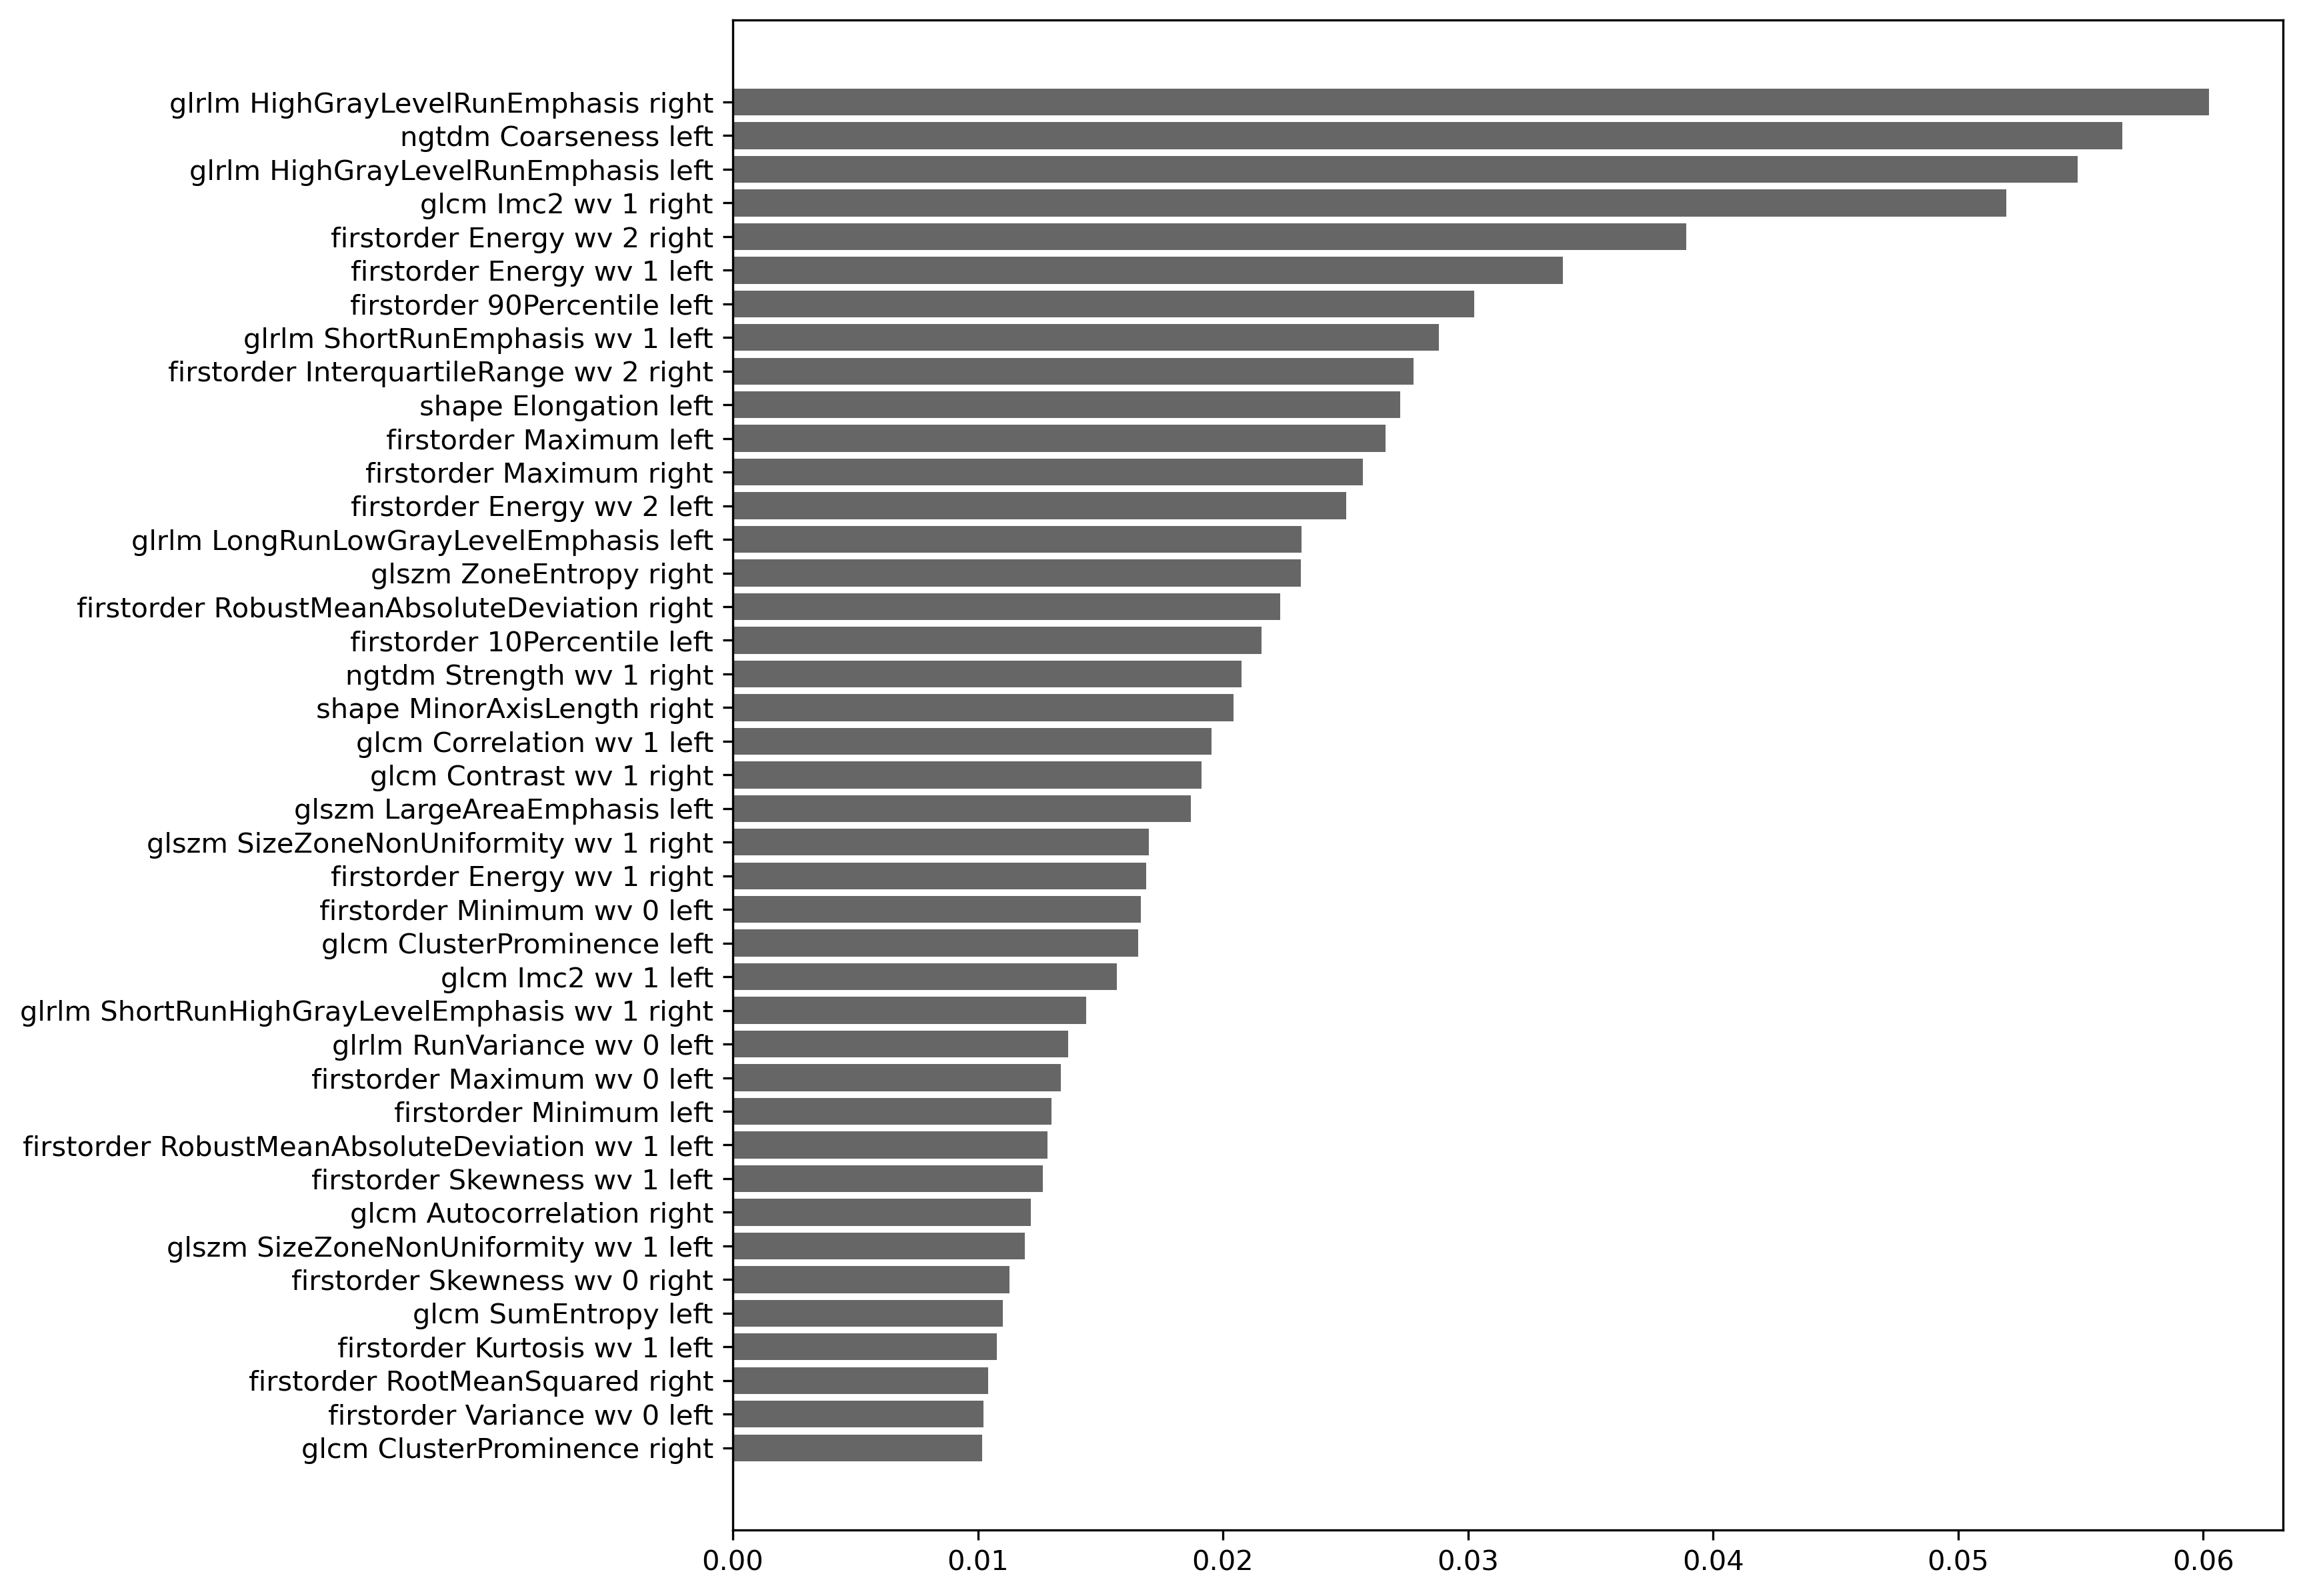 glrlm HighGrayLevelRunEmphasis right
ngtdm Coarseness left
glrlm HighGrayLevelRunEmphasis left
glcm Imc2 wv 1 right
firstorder Energy wv 2 right
firstorder Energy wv 1 left
firstorder 90Percentile left
glrlm ShortRunEmphasis wv 1 left
firstorder InterquartileRange wv 2 right
shape Elongation left
firstorder Maximum left
firstorder Maximum right
firstorder Energy wv 2 left
glrlm LongRunLowGrayLevelEmphasis left
glszm ZoneEntropy right
firstorder RobustMeanAbsoluteDeviation right
firstorder 10Percentile left
ngtdm Strength wv 1 right
shape MinorAxisLength right
glcm Correlation wv 1 left
glcm Contrast wv 1 right
glszm LargeAreaEmphasis left
glszm SizeZoneNonUniformity wv 1 right
firstorder Energy wv 1 right
firstorder Minimum wv 0 left
glcm ClusterProminence left
glcm Imc2 wv 1 left
glrlm ShortRunHighGrayLevelEmphasis wv 1 right
glrlm RunVariance wv 0 left
firstorder Maximum wv 0 left
firstorder Minimum left
firstorder RobustMeanAbsoluteDeviation wv 1 left
firstorder Skewness wv 1 left
glcm Autocorrelation right
glszm SizeZoneNonUniformity wv 1 left
firstorder Skewness wv 0 right
glcm SumEntropy left
firstorder Kurtosis wv 1 left
firstorder RootMeanSquared right
firstorder Variance wv 0 left
glcm ClusterProminence right
0.00 0.01 0.02 0.03 0.04 0.05 0.06